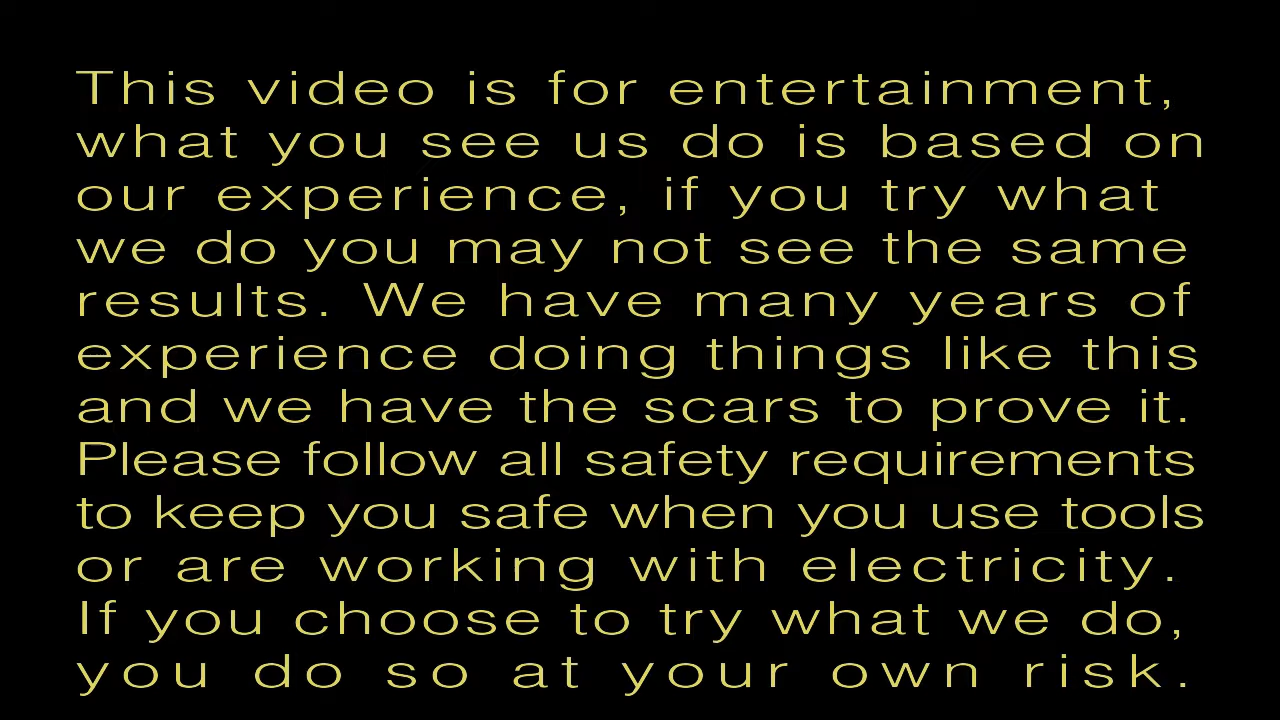 This video is for entertainment,
what you see us do is based on
our experience, if you try what
we do you may not see the same
results. We have many years of
experience doing things like this
and we have the scars to prove it.
Please follow all safety requirements
to keep you safe when you use tools
or are working with electricity.
If you choose to try what we do,
you do so at your own risk.